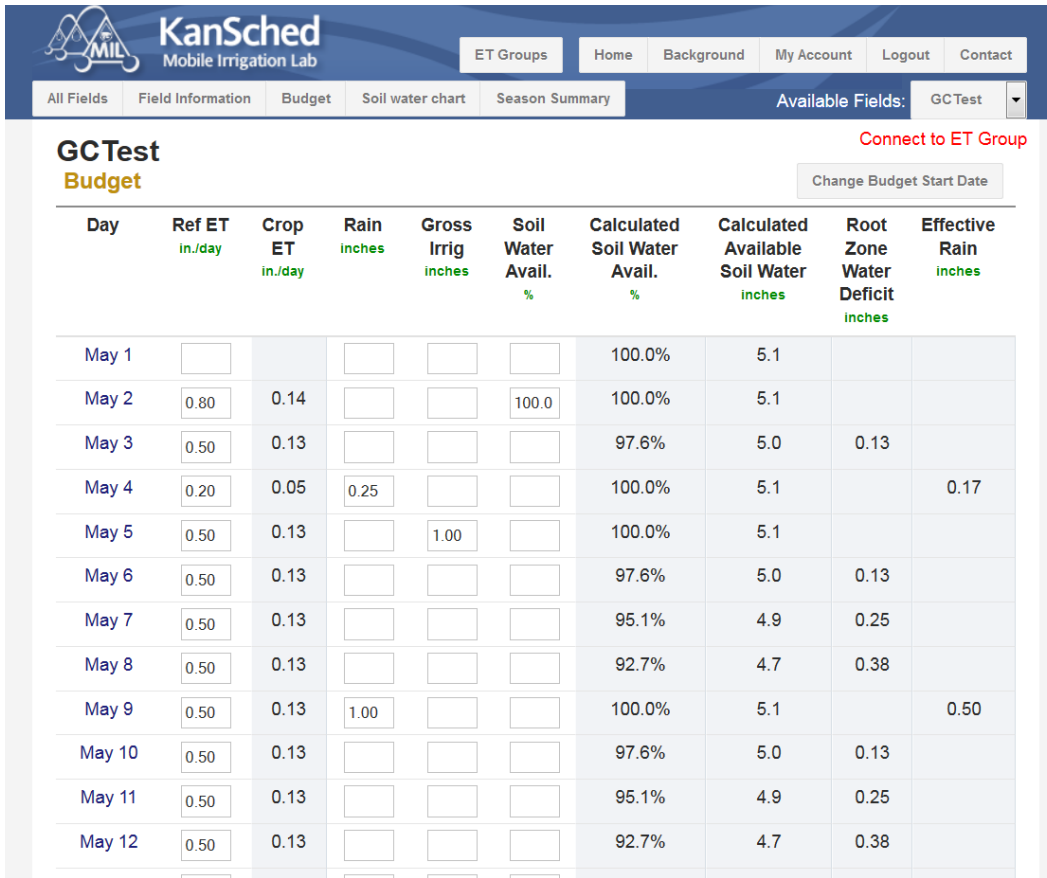 MIL
KanSched
Mobile Irrigation Lab
ET Groups Home Background My Account Logout Contact
All Fields Field Information Budget Soil water chart Season Summary Available Fields: GCTest
Connect to ET Group
GCTest
Budget
Change Budget Start Date
Day Ref ET Crop Rain Gross Soil Calculated Calculated Root Effective
in./day ET inches Irrig Water Soil Water Available Zone Rain
in./day inches Avail. Avail. Soil Water Water inches
% % inches Deficit
inches
May 1 100.0% 5.1
May 2 0.80 0.14 100.0 100.0% 5.1
May 3 0.50 0.13 97.6% 5.0 0.13
May 4 0.20 0.05 0.25 100.0% 5.1 0.17
May 5 0.50 0.13 1.00 100.0% 5.1
May 6 0.50 0.13 97.6% 5.0 0.13
May 7 0.50 0.13 95.1% 4.9 0.25
May 8 0.50 0.13 92.7% 4.7 0.38
May 9 0.50 0.13 1.00 100.0% 5.1 0.50
May 10 0.50 0.13 97.6% 5.0 0.13
May 11 0.50 0.13 95.1% 4.9 0.25
May 12 0.50 0.13 92.7% 4.7 0.38